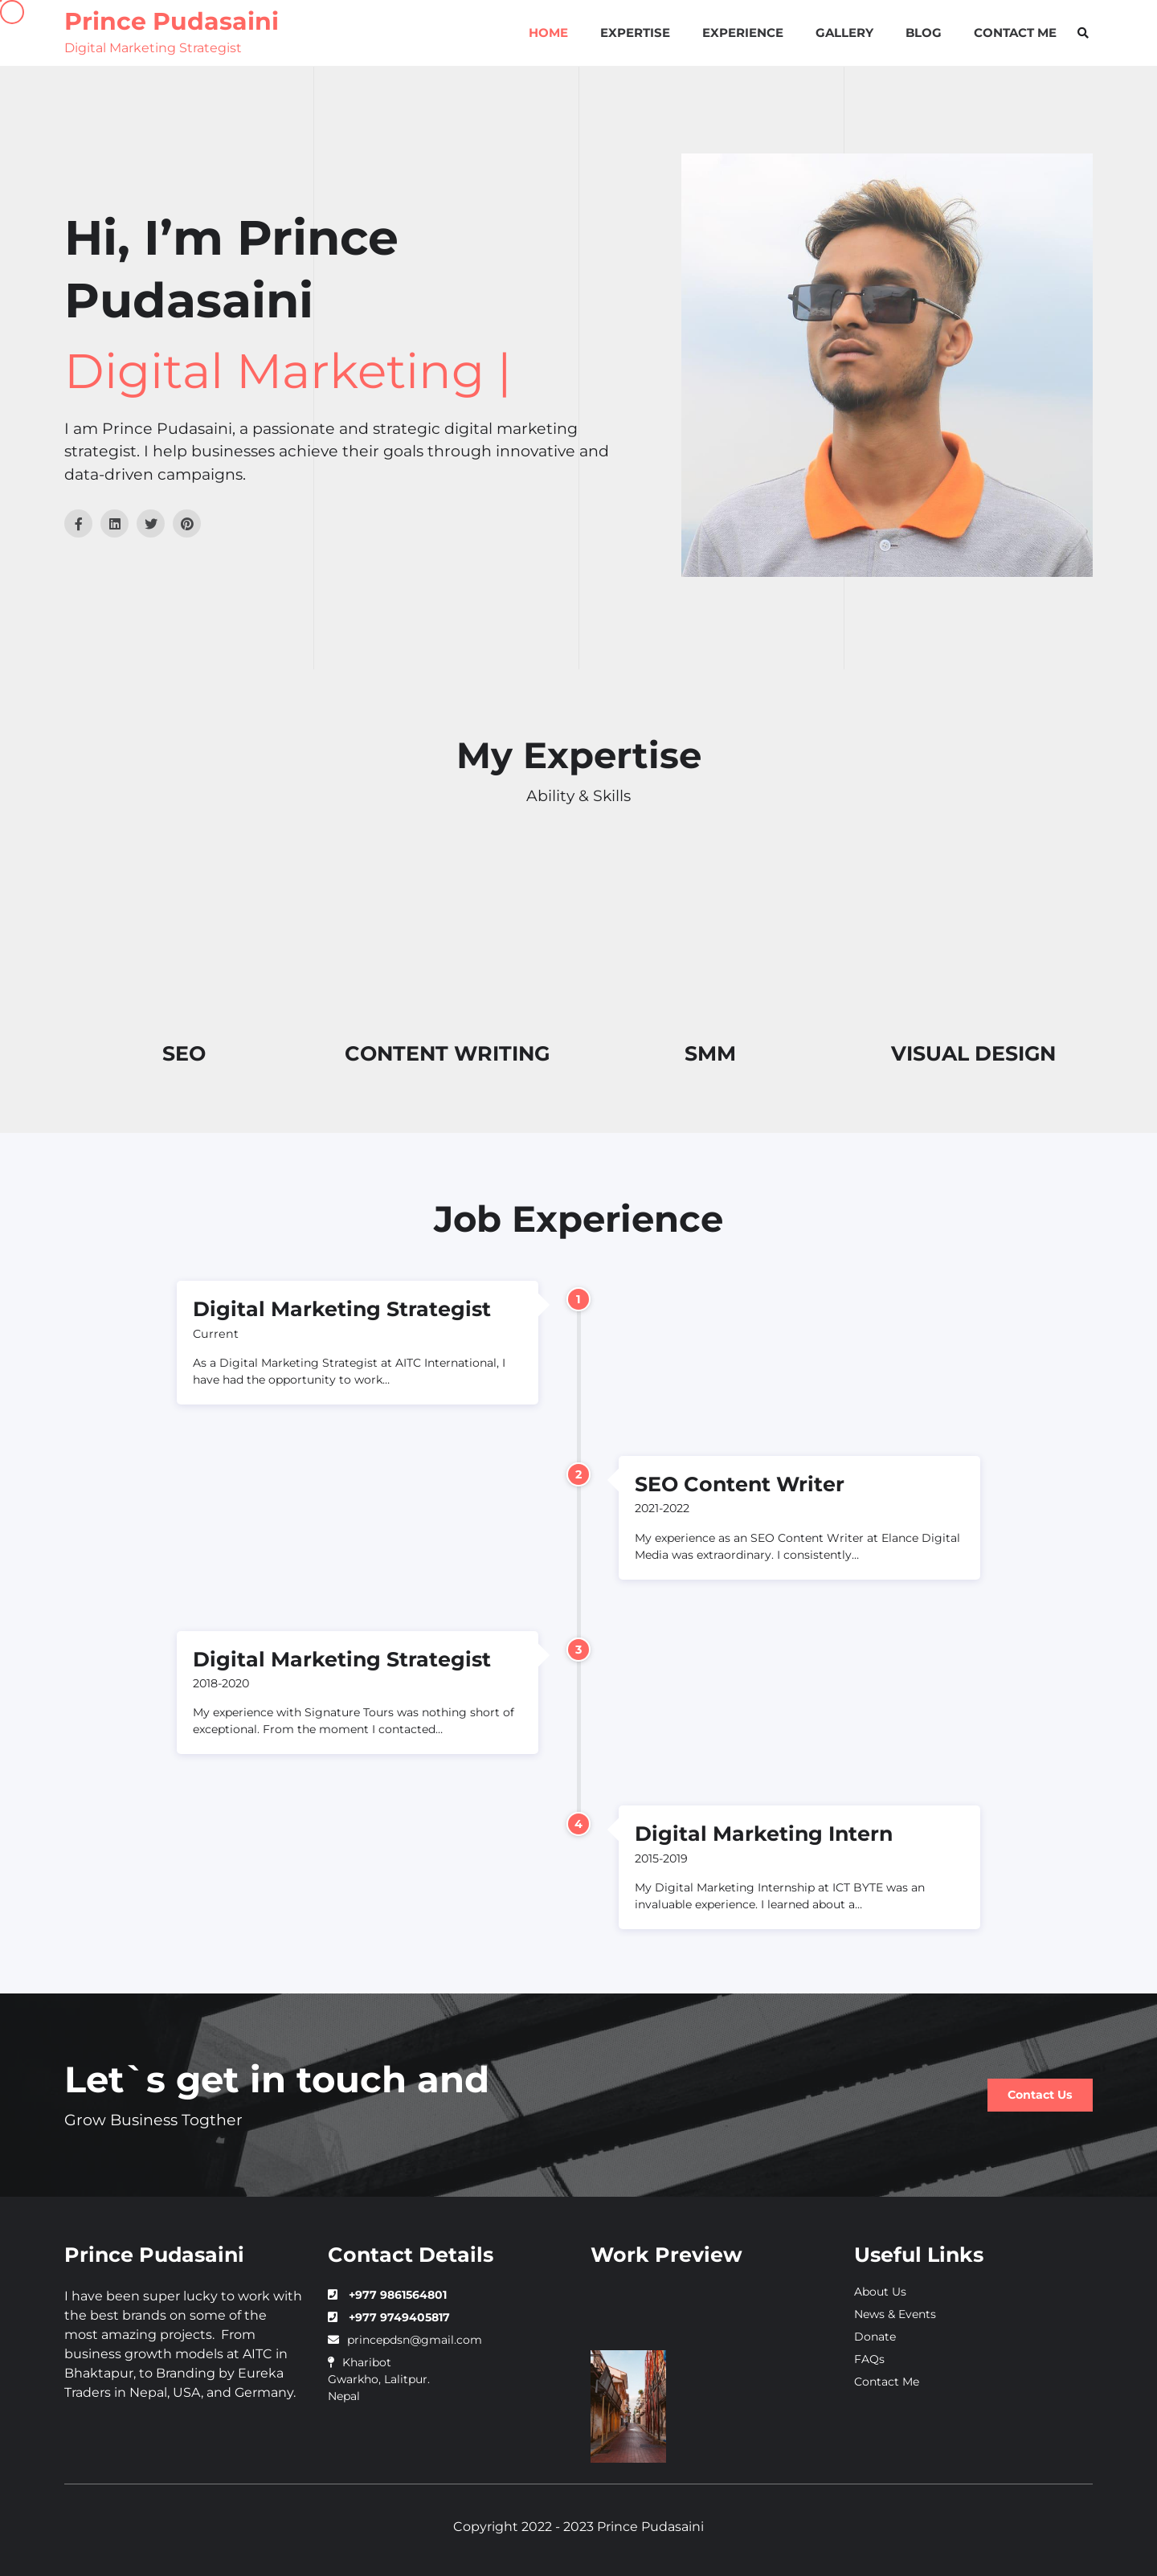 Prince Pudasaini
Digital Marketing Strategist
HOME EXPERTISE EXPERIENCE GALLERY BLOG CONTACT ME
Hi, I’m Prince
Pudasaini
Digital Marketing |
I am Prince Pudasaini, a passionate and strategic digital marketing
strategist. I help businesses achieve their goals through innovative and
data-driven campaigns.
My Expertise
Ability & Skills
SEO CONTENT WRITING SMM VISUAL DESIGN
Job Experience
1
Digital Marketing Strategist
Current
As a Digital Marketing Strategist at AITC International, I
have had the opportunity to work...
2
SEO Content Writer
2021-2022
My experience as an SEO Content Writer at Elance Digital
Media was extraordinary. I consistently...
3
Digital Marketing Strategist
2018-2020
My experience with Signature Tours was nothing short of
exceptional. From the moment I contacted...
4
Digital Marketing Intern
2015-2019
My Digital Marketing Internship at ICT BYTE was an
invaluable experience. I learned about a...
Let`s get in touch and
Grow Business Togther
Contact Us
Prince Pudasaini
I have been super lucky to work with
the best brands on some of the
most amazing projects.  From
business growth models at AITC in
Bhaktapur, to Branding by Eureka
Traders in Nepal, USA, and Germany.
Contact Details
+977 9861564801
+977 9749405817
princepdsn@gmail.com
Kharibot
Gwarkho, Lalitpur.
Nepal
Work Preview
Useful Links
About Us
News & Events
Donate
FAQs
Contact Me
Copyright 2022 - 2023 Prince Pudasaini